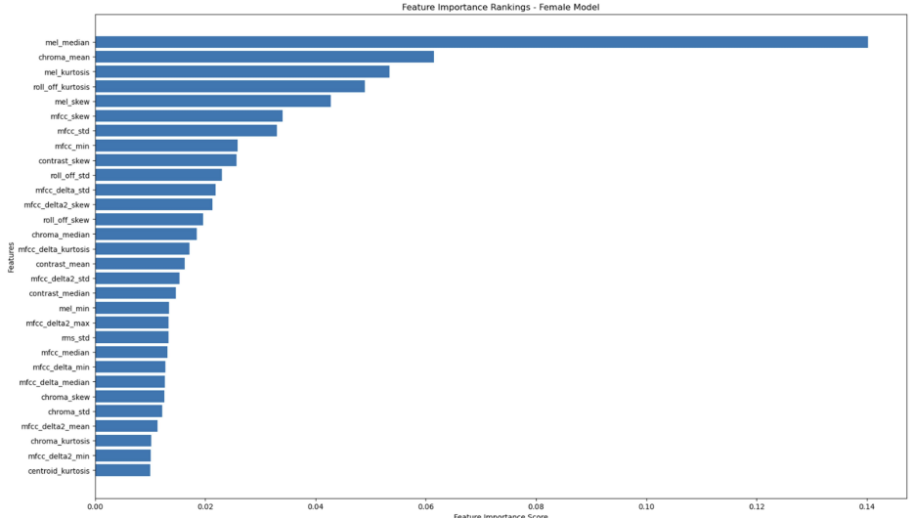 Feature Importance Rankings - Female Model
Features
mel_median
chroma_mean
mel_kurtosis
roll_off_kurtosis
mel_skew
mfcc_skew
mfcc_std
mfcc_min
contrast_skew
roll_off_std
mfcc_delta_std
mfcc_delta2_skew
roll_off_skew
chroma_median
mfcc_delta_kurtosis
contrast_mean
mfcc_delta2_std
contrast_median
mel_min
mfcc_delta2_max
rms_std
mfcc_median
mfcc_delta_min
mfcc_delta_median
chroma_skew
chroma_std
mfcc_delta2_mean
chroma_kurtosis
mfcc_delta2_min
centroid_kurtosis
0.00 0.02 0.04 0.06 0.08 0.10 0.12 0.14
Feature Importance Score